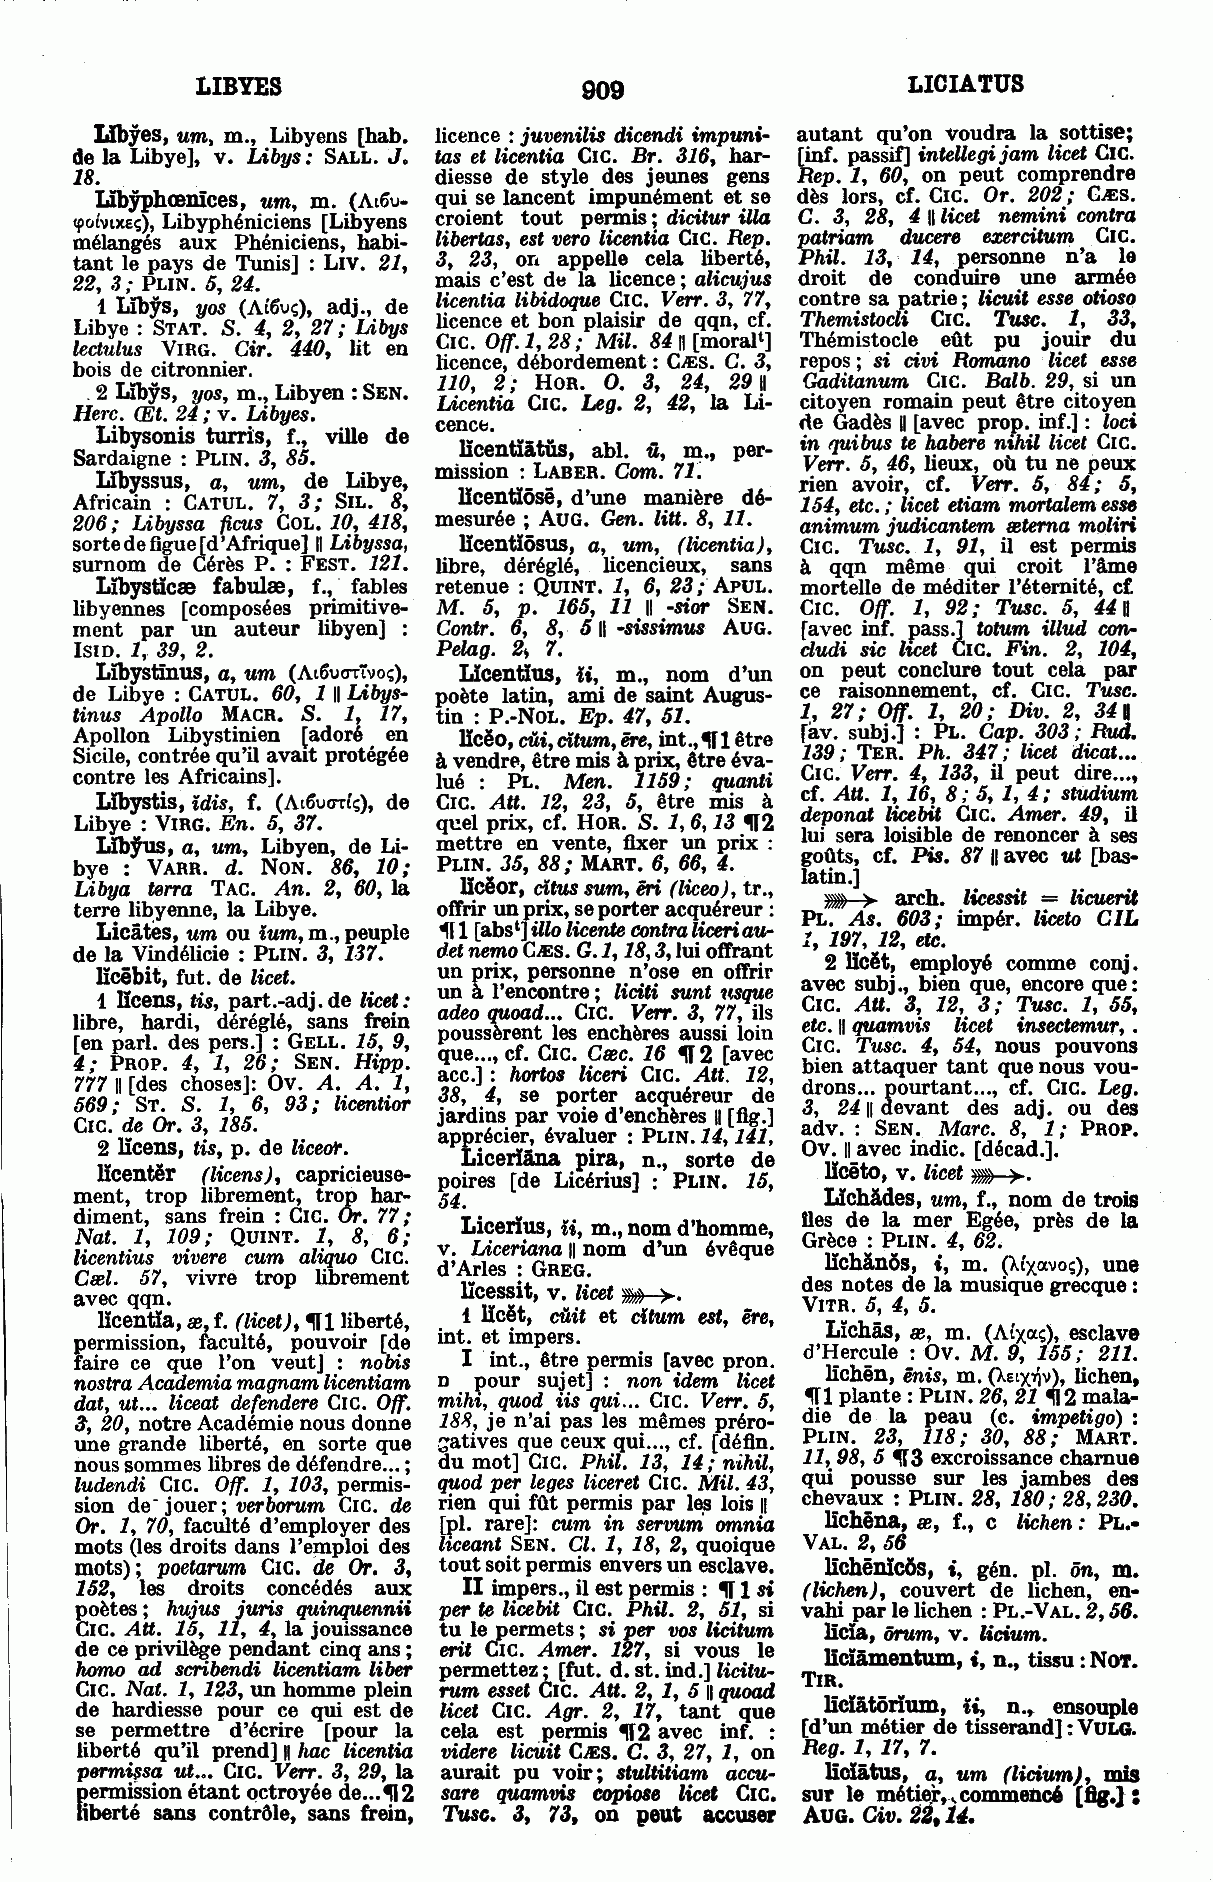 LIBYES
909
LICIATUS
Lĭbўes, um, m., Libyens [hab.
de la Libye], v. Libys : SALL. J.
18.
Lĭbўphœnīces, um, m. (Λιϐυ-
φοίνικες), Libyphéniciens [Libyens
mélangés aux Phéniciens, habi-
tant le pays de Tunis] : LIV. 21,
22, 3; PLIN. 5, 24.
1 Lĭbўs, yos (Λίϐυς), adj., de
Libye : STAT. S. 4, 2, 27; Libys
lectulus VIRG. Cir. 440, lit en
bois de citronnier.
2 Lĭbўs, yos, m., Libyen : SEN.
Herc. Œt. 24; v. Libyes.
Libysonis turris, f., ville de
Sardaigne : PLIN. 3, 85.
Lĭbyssus, a, um, de Libye,
Africain : CATUL. 7, 3; SIL. 8,
206; Libyssa ficus COL. 10, 418,
sorte de figue [d'Afrique] || Libyssa,
surnom de Cérès P. : FEST. 121.
Lĭbystĭcæ fabulæ, f., fables
libyennes [composées primitive-
ment par un auteur libyen] :
ISID. 1, 39, 2.
Lĭbystīnus, a, um (Λιϐυστῖνος),
de Libye : CATUL. 60, 1 || Libys-
tinus Apollo MACR. S. 1, 17,
Apollon Libystinien [adoré en
Sicile, contrée qu'il avait protégée
contre les Africains].
Lĭbystis, ĭdis, f. (Λιϐυστίς), de
Libye : VIRG. En. 5, 37.
Lĭbўus, a, um, Libyen, de Li-
bye : VARR. d. NON. 86, 10;
Libya terra TAC. An. 2, 60, la
terre libyenne, la Libye.
Licātes, um ou ĭum, m., peuple
de la Vindélicie : PLIN. 3, 137.
lĭcēbit, fut. de licet.
1 lĭcens, tis, part.-adj. de licet :
libre, hardi, déréglé, sans frein
[en parl. des pers.] : GELL. 15, 9,
4; PROP. 4, 1, 26; SEN. Hipp.
777 || [des choses]: OV. A. A. 1,
569; ST. S. 1, 6, 93; licentior
CIC. de Or. 3, 185.
2 lĭcens, tis, p. de liceor.
lĭcentĕr (licens), capricieuse-
ment, trop librement, trop har-
diment, sans frein : CIC. Or. 77;
Nat. 1, 109; QUINT. 1, 8, 6;
licentius vivere cum aliquo CIC.
Cæl. 57, vivre trop librement
avec qqn.
lĭcentĭa, æ, f. (licet), ¶ 1 liberté,
permission, faculté, pouvoir [de
faire ce que l'on veut] : nobis
nostra Academia magnam licentiam
dat, ut... liceat defendere CIC. Off.
3, 20, notre Académie nous donne
une grande liberté, en sorte que
nous sommes libres de défendre... ;
ludendi CIC. Off. 1, 103, permis-
sion de jouer; verborum CIC. de
Or. 1, 70, faculté d'employer des
mots (les droits dans l'emploi des
mots); poetarum CIC. de Or. 3,
152, les droits concédés aux
poètes; hujus juris quinquennii
CIC. Att. 15, 11, 4, la jouissance
de ce privilège pendant cinq ans;
homo ad scribendi licentiam liber
CIC. Nat. 1, 123, un homme plein
de hardiesse pour ce qui est de
se permettre d'écrire [pour la
liberté qu'il prend] || hac licentia
permissa ut... CIC. Verr. 3, 29, la
permission étant octroyée de... ¶ 2
liberté sans contrôle, sans frein,
licence : juvenilis dicendi impuni-
tas et licentia CIC. Br. 316, har-
diesse de style des jeunes gens
qui se lancent impunément et se
croient tout permis; dicitur illa
libertas, est vero licentia CIC. Rep.
3, 23, on appelle cela liberté,
mais c'est de la licence; alicujus
licentia libidoque CIC. Verr. 3, 77,
licence et bon plaisir de qqn, cf.
CIC. Off. 1, 28; Mil. 84 || [moralt]
licence, débordement : CÆS. C. 3,
110, 2; HOR. O. 3, 24, 29 ||
Licentia CIC. Leg. 2, 42, la Li-
cence.
lĭcentĭātŭs, abl. ū, m., per-
mission : LABER. Com. 71.
lĭcentĭōsē, d'une manière dé-
mesurée ; AUG. Gen. litt. 8, 11.
lĭcentĭōsus, a, um, (licentia),
libre, déréglé, licencieux, sans
retenue : QUINT. 1, 6, 23; APUL.
M. 5, p. 165, 11 || -sior SEN.
Contr. 6, 8, 5 || -sissimus AUG.
Pelag. 2, 7.
Lĭcentĭus, ĭi, m., nom d'un
poète latin, ami de saint Augus-
tin : P.-NOL. Ep. 47, 51.
lĭcĕo, cŭi, citum, ēre, int., ¶ 1 être
à vendre, être mis à prix, être éva-
lué : PL. Men. 1159; quanti
CIC. Att. 12, 23, 5, être mis à
quel prix, cf. HOR. S. 1, 6, 13 ¶ 2
mettre en vente, fixer un prix :
PLIN. 35, 88; MART. 6, 66, 4.
lĭcĕor, cĭtus sum, ēri (liceo), tr.,
offrir un prix, se porter acquéreur :
¶ 1 [abst] illo licente contra liceri au-
det nemo CÆS. G. 1, 18, 3, lui offrant
un prix, personne n'ose en offrir
un à l'encontre; liciti sunt usque
adeo quoad... CIC. Verr. 3, 77, ils
poussèrent les enchères aussi loin
que..., cf. CIC. Cæc. 16 ¶ 2 [avec
acc.] : hortos liceri CIC. Att. 12,
38, 4, se porter acquéreur de
jardins par voie d'enchères || [fig.]
apprécier, évaluer : PLIN. 14, 141,
Licerĭāna pira, n., sorte de
poires [de Licérius] : PLIN. 15,
54.
Licerĭus, ĭi, m., nom d'homme,
v. Liceriana || nom d'un évêque
d'Arles : GREG.
lĭcessit, v. licet »»→.
1 lĭcĕt, cŭit et cĭtum est, ēre,
int. et impers.
I int., être permis [avec pron.
n pour sujet] : non idem licet
mihi, quod iis qui... CIC. Verr. 5,
188, je n'ai pas les mêmes préro-
gatives que ceux qui..., cf. [défin.
du mot] CIC. Phil. 13, 14; nihil,
quod per leges liceret CIC. Mil. 43,
rien qui fût permis par les lois ||
[pl. rare]: cum in servum omnia
liceant SEN. Cl. 1, 18, 2, quoique
tout soit permis envers un esclave.
II impers., il est permis : ¶ 1 si
per te licebit CIC. Phil. 2, 51, si
tu le permets; si per vos licitum
erit CIC. Amer. 127, si vous le
permettez; [fut. d. st. ind.] licitu-
rum esset CIC. Att. 2, 1, 5 || quoad
licet CIC. Agr. 2, 17, tant que
cela est permis ¶ 2 avec inf. :
videre licuit CÆS. C. 3, 27, 1, on
aurait pu voir; stultitiam accu-
sare quamvis copiose licet CIC.
Tusc. 3, 73, on peut accuser
autant qu'on voudra la sottise;
[inf. passif] intellegi jam licet CIC.
Rep. 1, 60, on peut comprendre
dès lors, cf. CIC. Or. 202; CÆS.
C. 3, 28, 4 || licet nemini contra
patriam ducere exercitum CIC.
Phil. 13, 14, personne n'a le
droit de conduire une armée
contre sa patrie; licuit esse otioso
Themistocli CIC. Tusc. 1, 33,
Thémistocle eût pu jouir du
repos; si civi Romano licet esse
Gaditanum CIC. Balb. 29, si un
citoyen romain peut être citoyen
de Gadès || [avec prop. inf.] : loci
in quibus te habere nihil licet CIC.
Verr. 5, 46, lieux, où tu ne peux
rien avoir, cf. Verr. 5, 84; 5,
154, etc.; licet etiam mortalem esse
animum judicantem æterna moliri
CIC. Tusc. 1, 91, il est permis
à qqn même qui croit l'âme
mortelle de méditer l'éternité, cf.
CIC. Off. 1, 92; Tusc. 5, 44 ||
[avec inf. pass.] totum illud con-
cludi sic licet CIC. Fin. 2, 104,
on peut conclure tout cela par
ce raisonnement, cf. CIC. Tusc.
1, 27; Off. 1, 20; Div. 2, 34 ||
[av. subj.] : PL. Cap. 303; Rud.
139; TER. Ph. 347; licet dicat...
CIC. Verr. 4, 133, il peut dire...,
cf. Att. 1, 16, 8; 5, 1, 4; studium
deponat licebit CIC. Amer. 49, il
lui sera loisible de renoncer à ses
goûts, cf. Pis. 87 || avec ut [bas-
latin.]
»»→ arch. licessit = licuerit
PL. As. 603; impér. liceto CIL
1, 197, 12, etc.
2 lĭcĕt, employé comme conj.
avec subj., bien que, encore que :
CIC. Att. 3, 12, 3; Tusc. 1, 55,
etc. || quamvis licet insectemur, .
CIC. Tusc. 4, 54, nous pouvons
bien attaquer tant que nous vou-
drons... pourtant..., cf. CIC. Leg.
3, 24 || devant des adj. ou des
adv. : SEN. Marc. 8, 1; PROP.
OV. || avec indic. [décad.].
lĭcēto, v. licet »»→.
Lĭchădes, um, f., nom de trois
îles de la mer Egée, près de la
Grèce : PLIN. 4, 62.
lĭchănŏs, i, m. (λίχανος), une
des notes de la musique grecque :
VITR. 5, 4, 5.
Lĭchās, æ, m. (Λίχας), esclave
d'Hercule : OV. M. 9, 155; 211.
līchēn, ēnis, m. (λειχήν), lichen,
¶ 1 plante : PLIN. 26, 21 ¶ 2 mala-
die de la peau (c. impetigo) :
PLIN. 23, 118; 30, 88; MART.
11, 98, 5 ¶ 3 excroissance charnue
qui pousse sur les jambes des
chevaux : PLIN. 28, 180; 28, 230.
līchēna, æ, f., c lichen : PL.-
VAL. 2, 56
līchēnĭcŏs, i, gén. pl. ōn, m.
(lichen), couvert de lichen, en-
vahi par le lichen : PL.-VAL. 2, 56.
lĭcĭa, ōrum, v. licium.
lĭcĭāmentum, i, n., tissu : NOT.
TIR.
lĭcĭātōrĭum, ĭi, n., ensouple
[d'un métier de tisserand] : VULG.
Reg. 1, 17, 7.
lĭcĭātus, a, um (licium), mis
sur le métier, commencé [fig.] :
AUG. Civ. 22, 14.